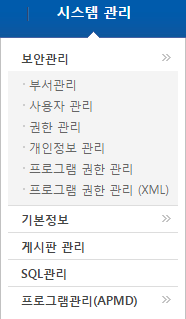 시스템 관리
보안관리 »
· 부서관리
· 사용자 관리
· 권한 관리
· 개인정보 관리
· 프로그램 권한 관리
· 프로그램 권한 관리 (XML)
기본정보 »
게시판 관리
SQL관리
프로그램관리(APMD) »